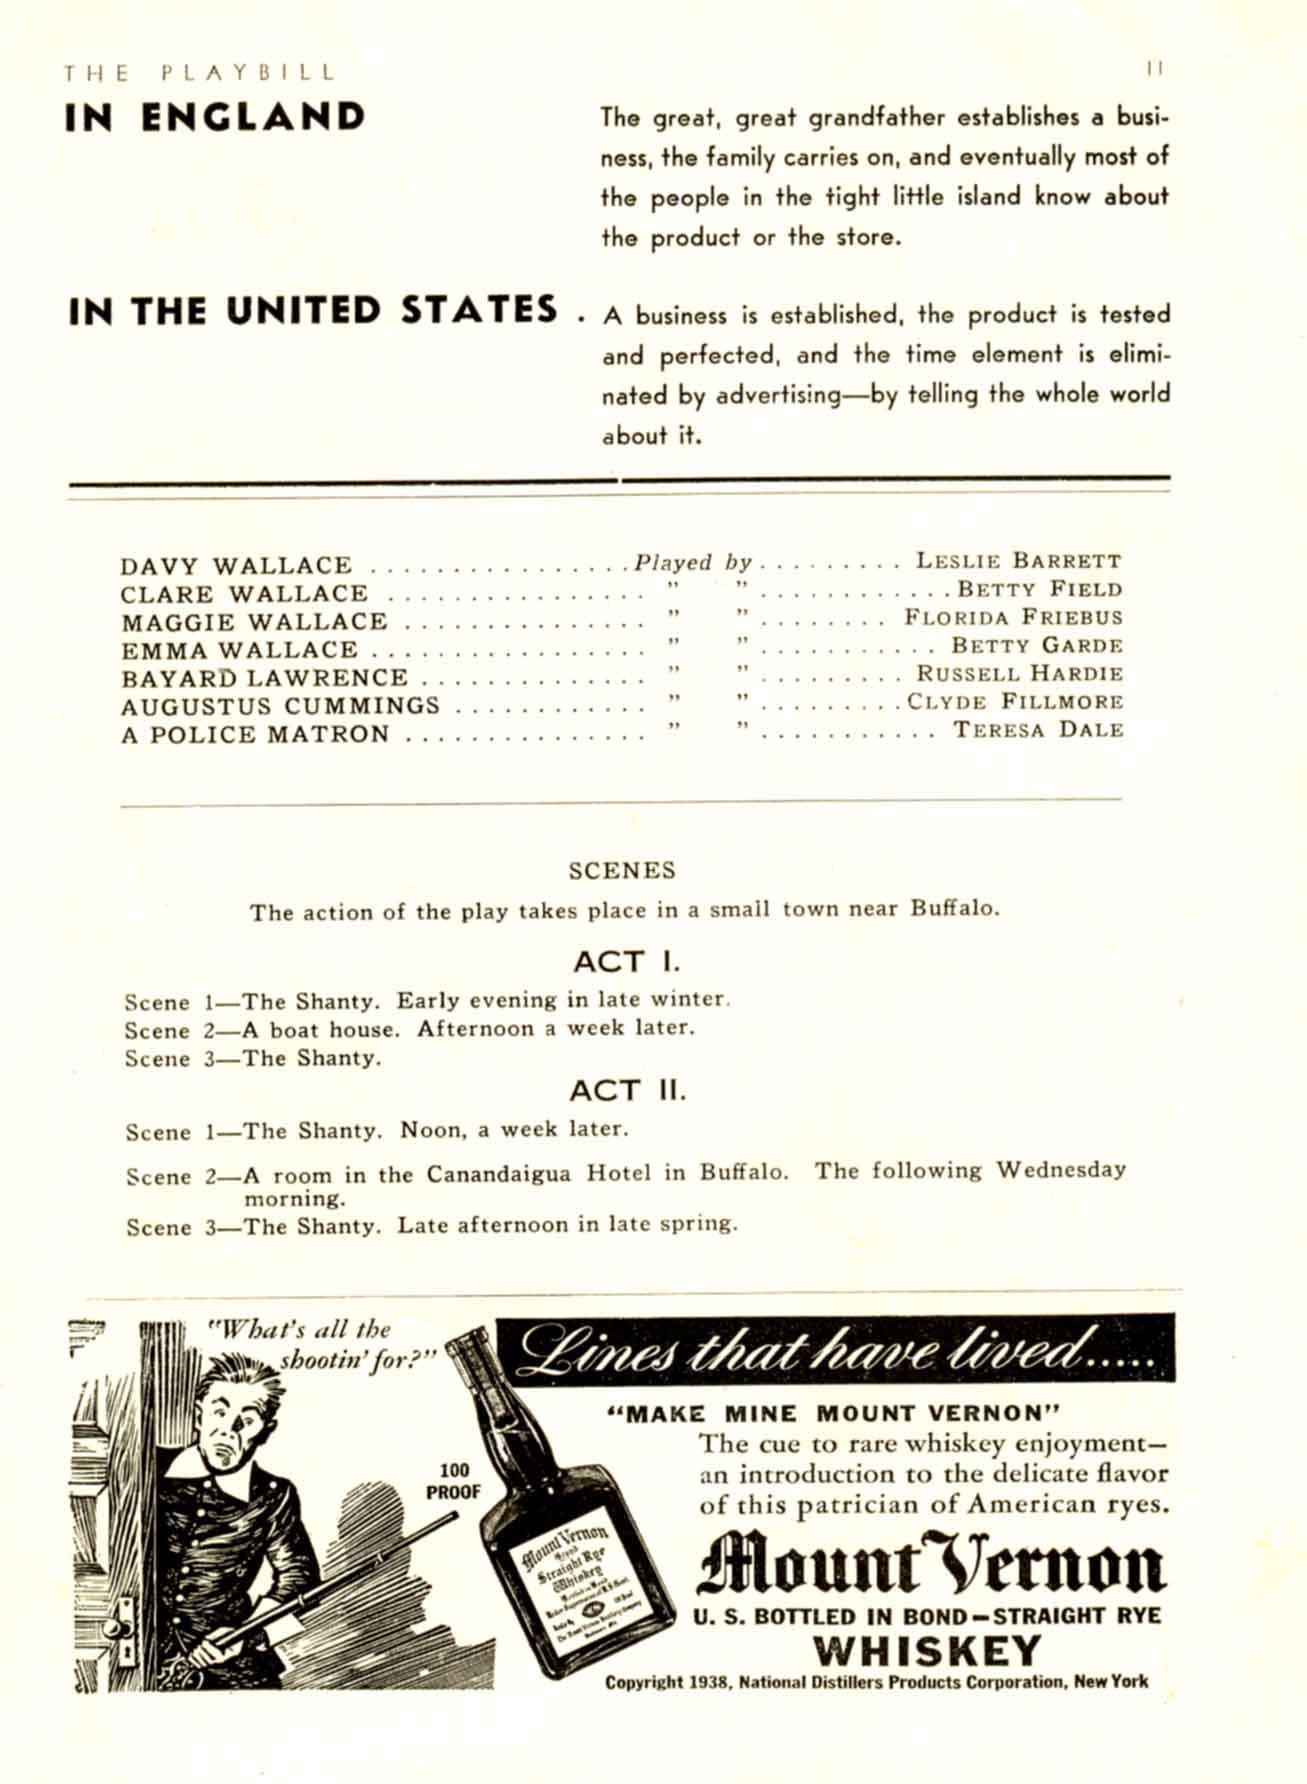 THE PLAYBILL 11
IN ENGLAND
The great, great grandfather establishes a busi-
ness, the family carries on, and eventually most of
the people in the tight little island know about
the product or the store.
IN THE UNITED STATES .
A business is established, the product is tested
and perfected, and the time element is elimi-
nated by advertising—by telling the whole world
about it.
DAVY WALLACE ................Played by......... LESLIE BARRETT
CLARE WALLACE ................ " " ............BETTY FIELD
MAGGIE WALLACE ............... " " ........ FLORIDA FRIEBUS
EMMA WALLACE ................. " " ........... BETTY GARDE
BAYARD LAWRENCE .............. " " ......... RUSSELL HARDIE
AUGUSTUS CUMMINGS ............ " " .........CLYDE FILLMORE
A POLICE MATRON ............... " " ........... TERESA DALE
SCENES
The action of the play takes place in a small town near Buffalo.
ACT I.
Scene 1—The Shanty. Early evening in late winter.
Scene 2—A boat house. Afternoon a week later.
Scene 3—The Shanty.
ACT II.
Scene 1—The Shanty. Noon, a week later.
Scene 2—A room in the Canandaigua Hotel in Buffalo. The following Wednesday
morning.
Scene 3—The Shanty. Late afternoon in late spring.
"What's all the
shootin' for?"
100
PROOF
Mount Vernon
Brand
Straight Rye
Whiskey
Lines that have lived.....
"MAKE MINE MOUNT VERNON"
The cue to rare whiskey enjoyment—
an introduction to the delicate flavor
of this patrician of American ryes.
Mount Vernon
U. S. BOTTLED IN BOND—STRAIGHT RYE
WHISKEY
Copyright 1938, National Distillers Products Corporation, New York